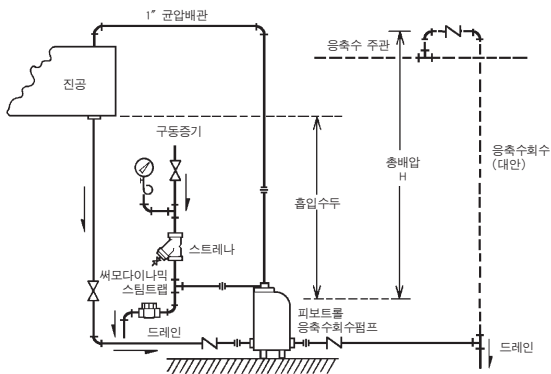 1″ 균압배관
응축수 주관
진공
구동증기
응축수회수
(대안)
총배압
H
흡입수두
스트레나
써모다이나믹
스팀트랩
피보트롤
응축수회수펌프
드레인
드레인